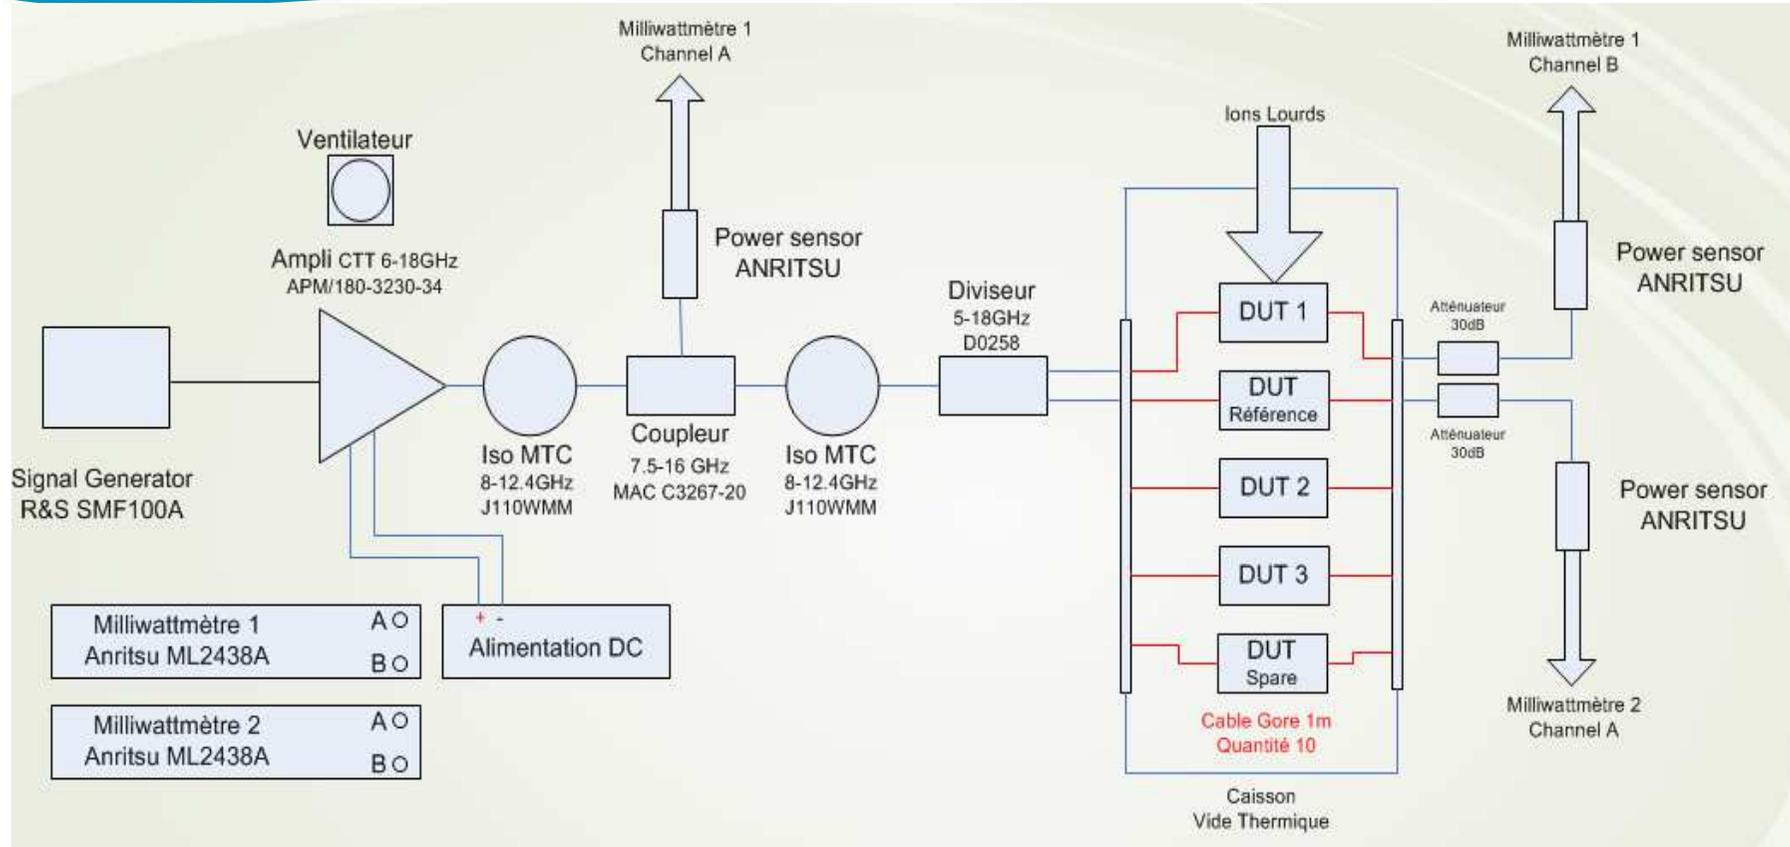 Milliwattmètre 1
Channel A
Milliwattmètre 1
Channel B
Ions Lourds
Ventilateur
Ampli CTT 6-18GHz
APM/180-3230-34
Power sensor
ANRITSU
Power sensor
ANRITSU
Diviseur
5-18GHz
D0258
DUT 1
Atténuateur
30dB
DUT
Référence
Atténuateur
30dB
Signal Generator
R&S SMF100A
Iso MTC
8-12.4GHz
J110WMM
Coupleur
7.5-16 GHz
MAC C3267-20
Iso MTC
8-12.4GHz
J110WMM
DUT 2
Power sensor
ANRITSU
DUT 3
Milliwattmètre 1
Anritsu ML2438A
A
B
+ -
Alimentation DC
DUT
Spare
Milliwattmètre 2
Anritsu ML2438A
A
B
Cable Gore 1m
Quantité 10
Milliwattmètre 2
Channel A
Caisson
Vide Thermique